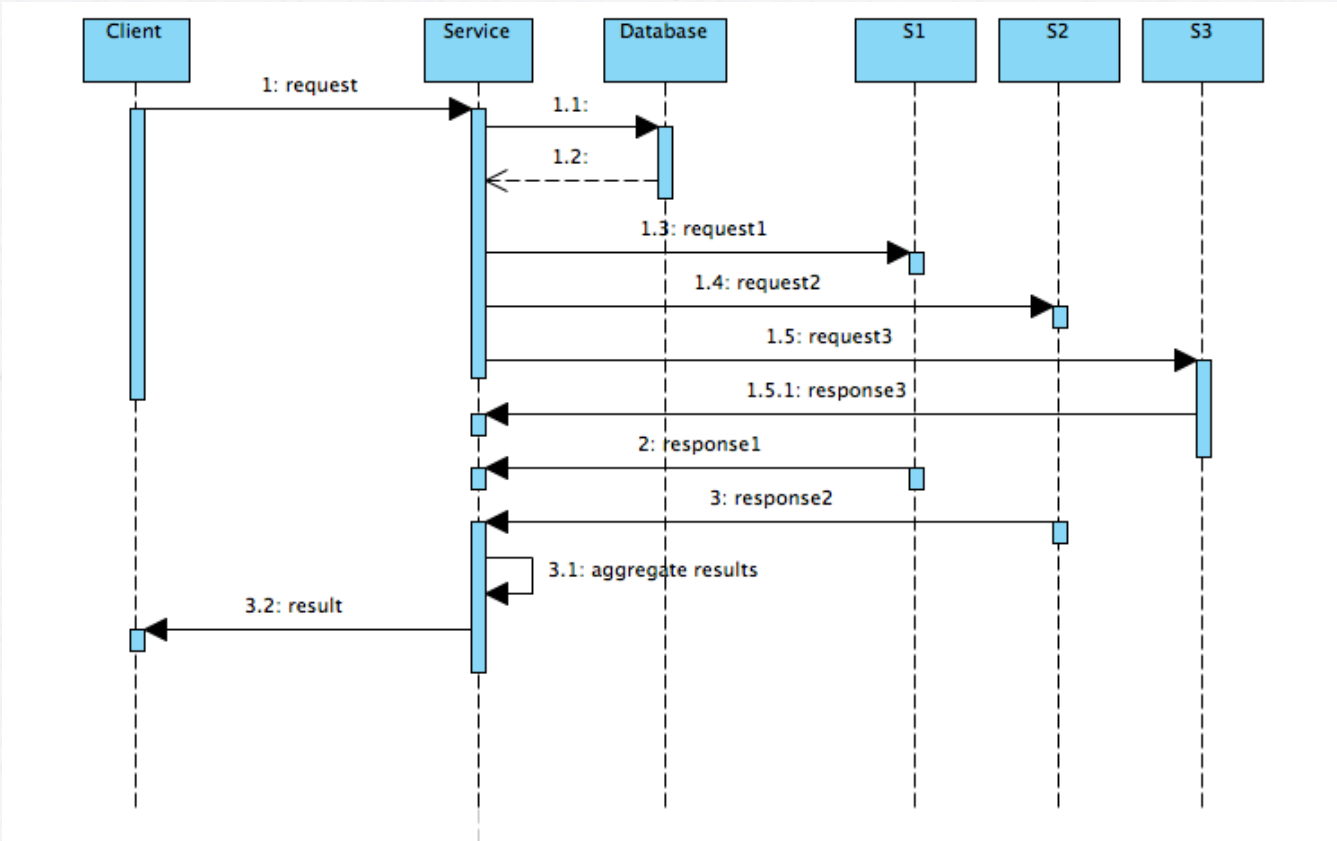 Client
Service
Database
S1
S2
S3
1: request
1.1:
1.2:
1.3: request1
1.4: request2
1.5: request3
1.5.1: response3
2: response1
3: response2
3.1: aggregate results
3.2: result